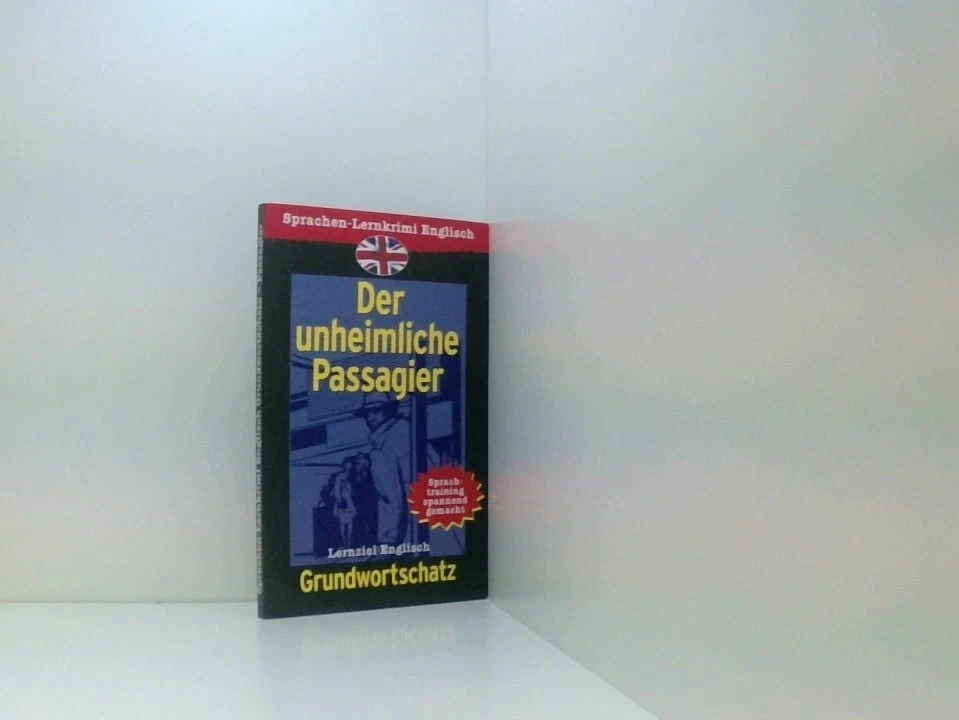 Sprachen-Lernkrimi Englisch
Der
unheimliche
Passagier
Sprach-
training
spannend
gemacht
Lernziel Englisch
Grundwortschatz